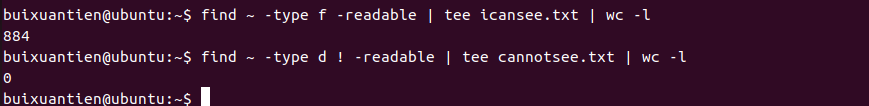 buixuantien@ubuntu:~$ find ~ -type f -readable | tee icansee.txt | wc -l
884
buixuantien@ubuntu:~$ find ~ -type d ! -readable | tee cannotsee.txt | wc -l
0
buixuantien@ubuntu:~$